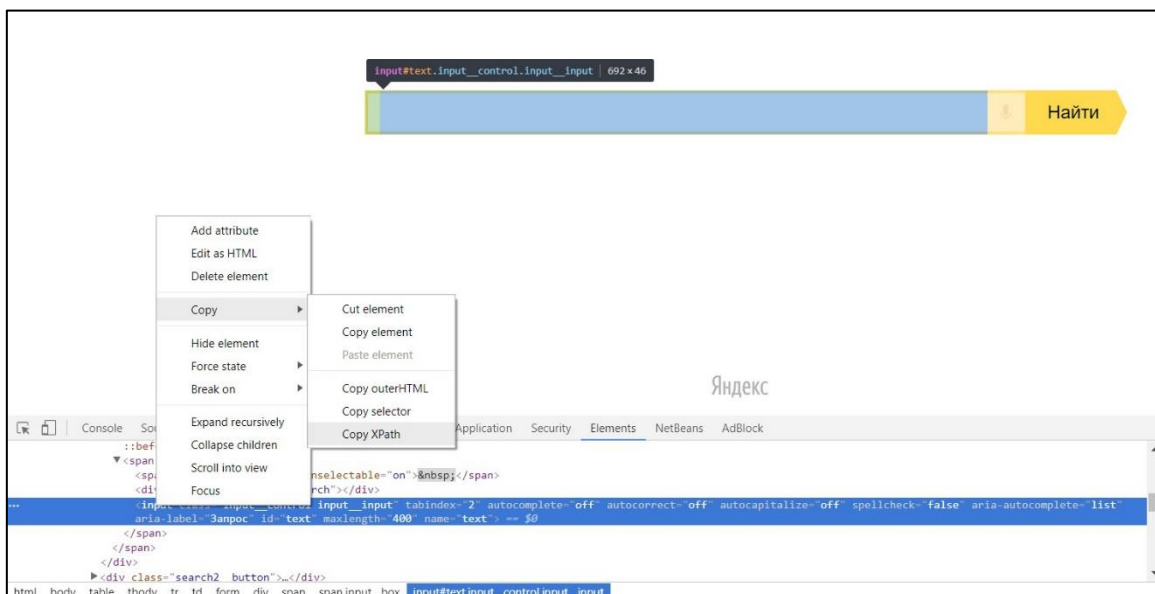 input#text.input__control.input__input | 692×46
Найти
Add attribute
Edit as HTML
Delete element
Copy
Cut element
Copy element
Hide element
Paste element
Force state
Break on
Copy outerHTML
Яндекс
Copy selector
Expand recursively
Console Application Security Elements NetBeans AdBlock
Copy XPath
Collapse children
Scroll into view
nselectable="on">&nbsp;</span>
Focus
rch"></div>
input__input" tabindex="2" autocomplete="off" autocorrect="off" autocapitalize="off" spellcheck="false" aria-autocomplete="list"
aria-label="Запрос" id="text" maxlength="400" name="text"> == $0
</span>
</span>
</div>
<div class="search2__button">…</div>
html body table tbody tr td form div span span.input__box input#text.input__control.input__input